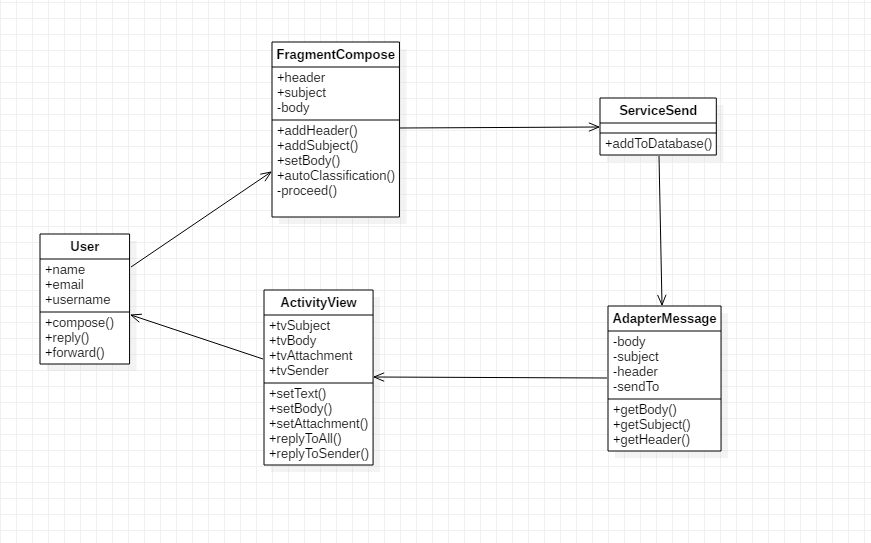 FragmentCompose
+header
+subject
-body
+addHeader()
+addSubject()
+setBody()
+autoClassification()
-proceed()
ServiceSend
+addToDatabase()
User
+name
+email
+username
+compose()
+reply()
+forward()
ActivityView
+tvSubject
+tvBody
+tvAttachment
+tvSender
+setText()
+setBody()
+setAttachment()
+replyToAll()
+replyToSender()
AdapterMessage
-body
-subject
-header
-sendTo
+getBody()
+getSubject()
+getHeader()